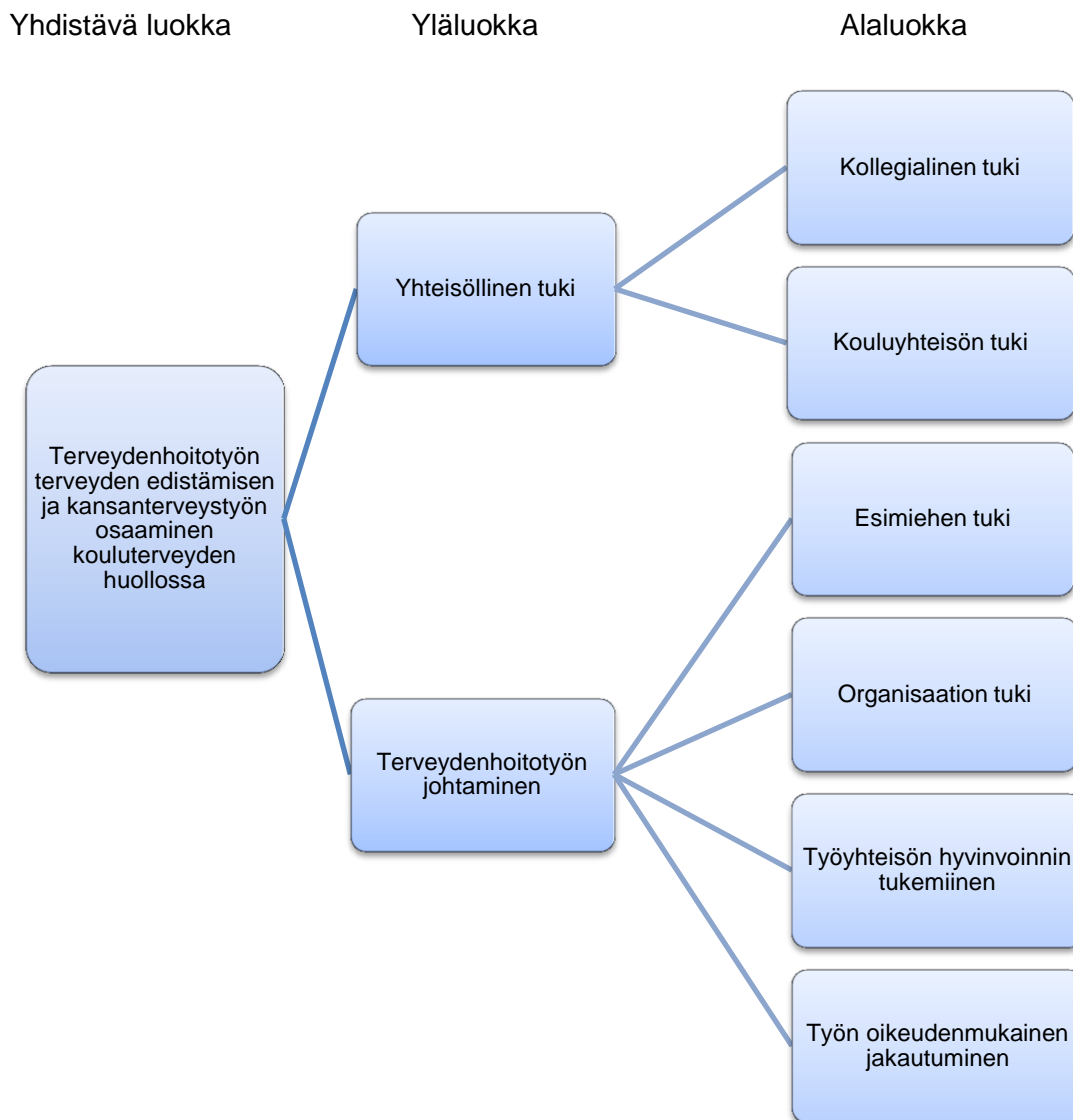 Yhdistävä luokka
Yläluokka
Alaluokka
Kollegialinen tuki
Yhteisöllinen tuki
Kouluyhteisön tuki
Terveydenhoitotyön
terveyden edistämisen
ja kansanterveystyön
osaaminen
kouluterveyden
huollossa
Esimiehen tuki
Organisaation tuki
Terveydenhoitotyön
johtaminen
Työyhteisön hyvinvoinnin
tukemiinen
Työn oikeudenmukainen
jakautuminen